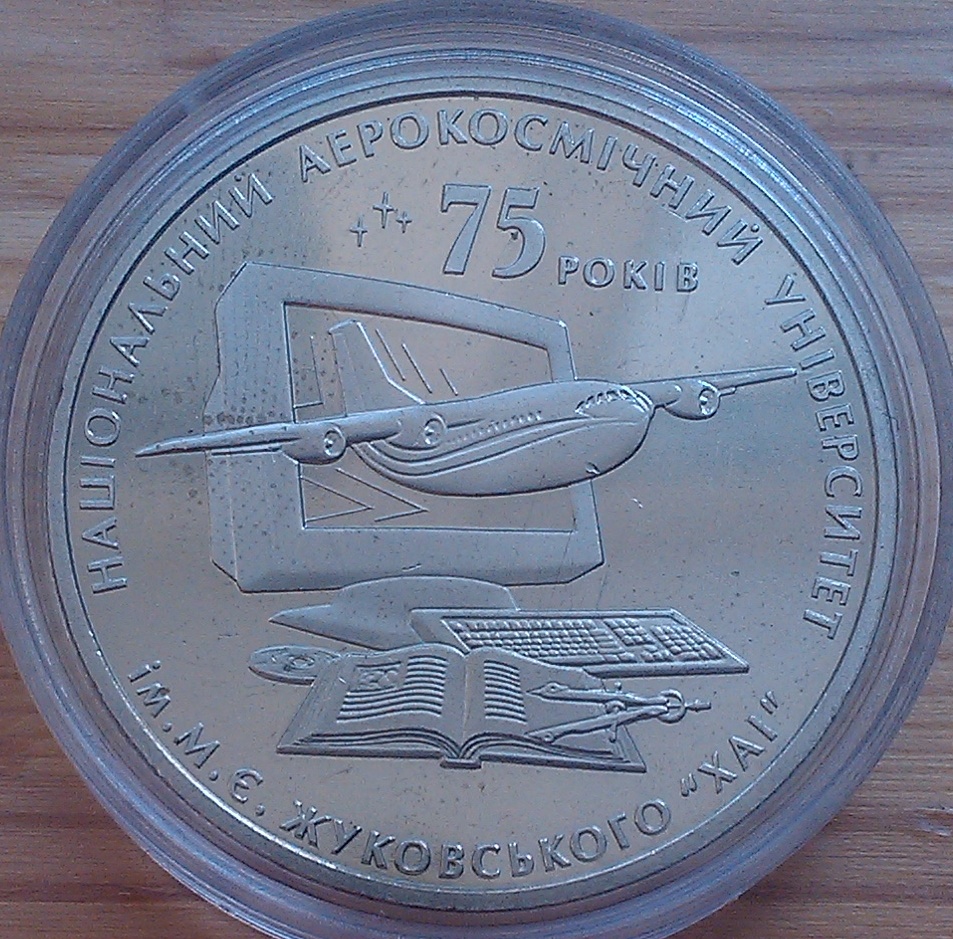 НАЦІОНАЛЬНИЙ АЕРОКОСМІЧНИЙ УНІВЕРСИТЕТ
75
РОКІВ
ім. М. Є. ЖУКОВСЬКОГО "ХАІ"